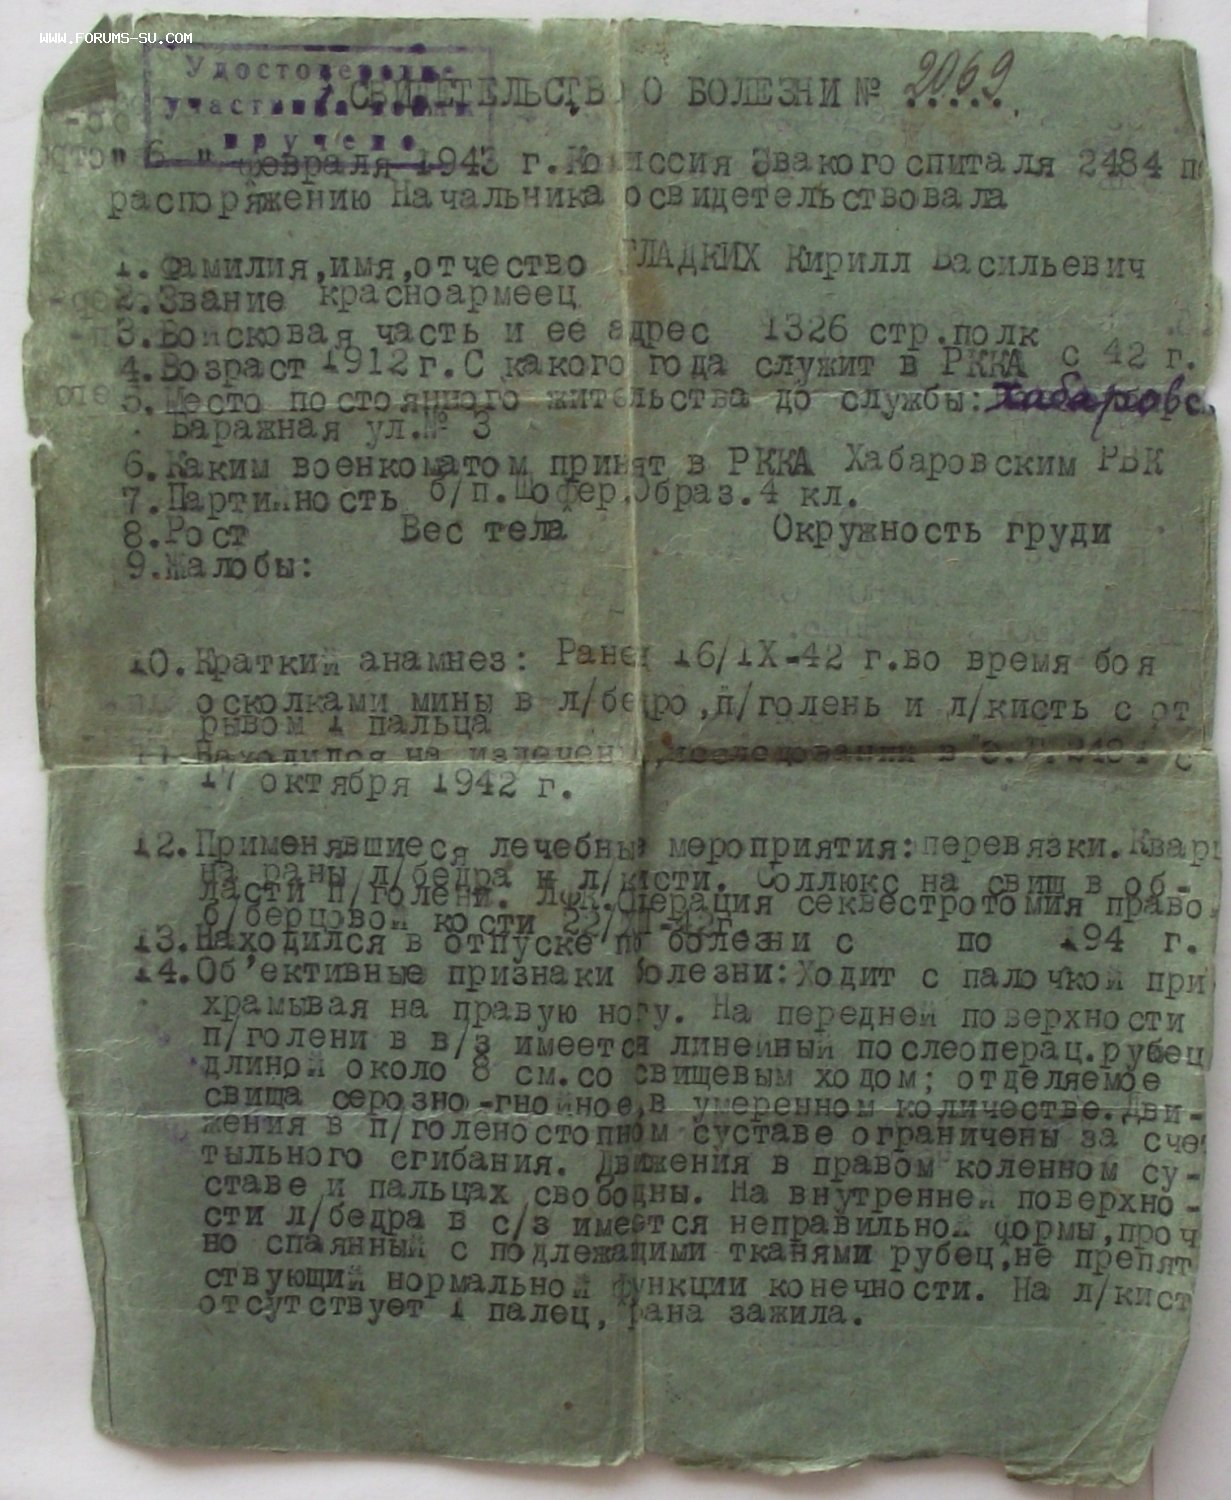 WWW.FORUMS-SU.COM
Удостоверение
участника войны
вручено
СВИДЕТЕЛЬСТВО О БОЛЕЗНИ № 2069
"6" февраля 1943 г. Комиссия Эвакогоспиталя 2484 п
распоряжению Начальника освидетельствовала
1. Фамилия, имя, отчество ГЛАДКИХ Кирилл Васильевич
2. Звание красноармеец
3. Войсковая часть и ее адрес 1326 стр.полк
4. Возраст 1912 г. С какого года служит в РККА с 42 г.
5. Место постоянного жительства до службы: Хабаровс
Баражная ул.№ 3
6. Каким военкоматом принят в РККА Хабаровским РВК
7. Партийность б/п. Шофер. Образ. 4 кл.
8. Рост Вес тела Окружность груди
9. Жалобы:
10. Краткий анамнез: Ранен 16/IX-42 г. во время боя
осколками мины в л/бедро, п/голень и л/кисть с от
рывом 1 пальца
11. Находился на излечении, исследовании в Э.Г. 2484 с
17 октября 1942 г.
12. Применявшиеся лечебные мероприятия: перевязки. Квар
на раны л/бедра и л/кисти. Соллюкс на свищ в об-
ласти п/голени. ЛФК. Операция секвестротомия право
б/берцовой кости 22/XII-42г.
13. Находился в отпуске по болезни с по 194 г.
14. Об'ективные признаки болезни: Ходит с палочкой при
храмывая на правую ногу. На передней поверхности
п/голени в в/з имеется линейный послеоперац.рубец
длиной около 8 см. со свищевым ходом; отделяемое
свища серозно-гнойное, в умеренном количестве. Дви-
жения в п/голеностопном суставе ограничены за счет
тыльного сгибания. Движения в правом коленном су-
ставе и пальцах свободны. На внутренней поверхно-
сти л/бедра в с/з имеется неправильной формы, проч
но спаянный с подлежащими тканями рубец, не препят
ствующий нормальной функции конечности. На л/кист
отсутствует 1 палец, рана зажила.